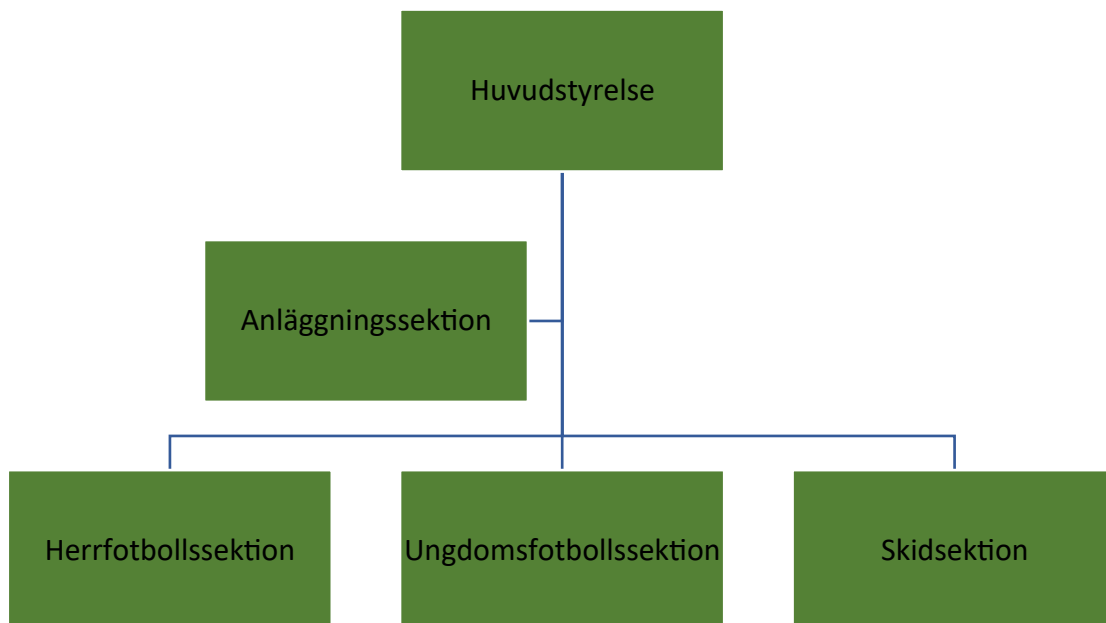 Huvudstyrelse
Anläggningssektion
Herrfotbollssektion
Ungdomsfotbollssektion
Skidsektion